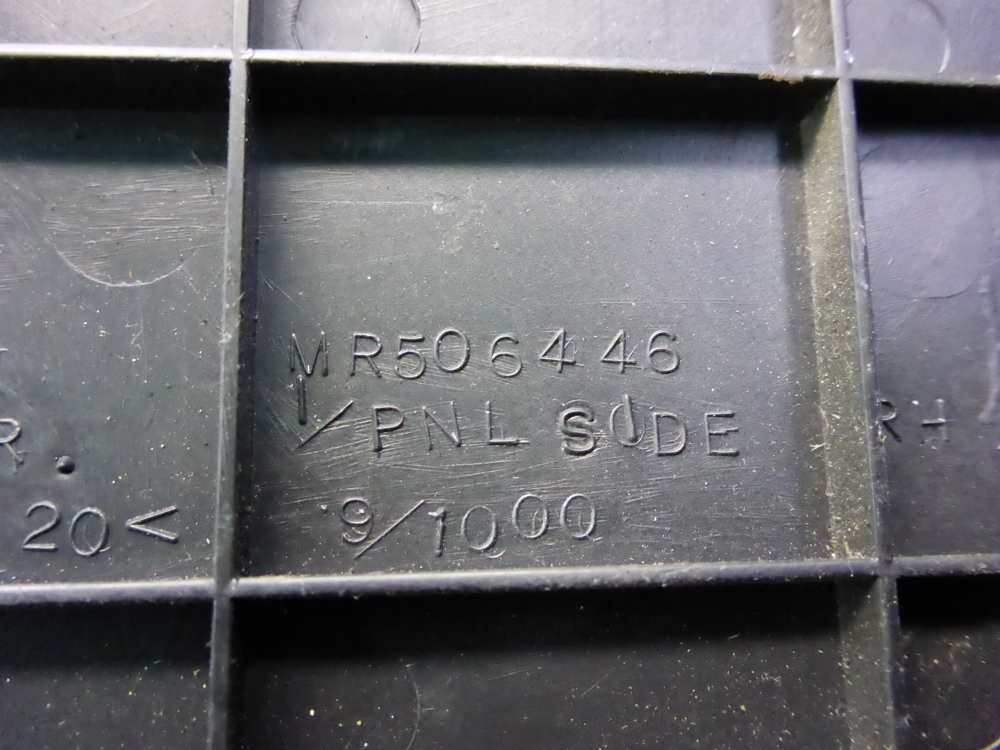 MR506446
R. I/PNL SIDE RH
20< 9/1000